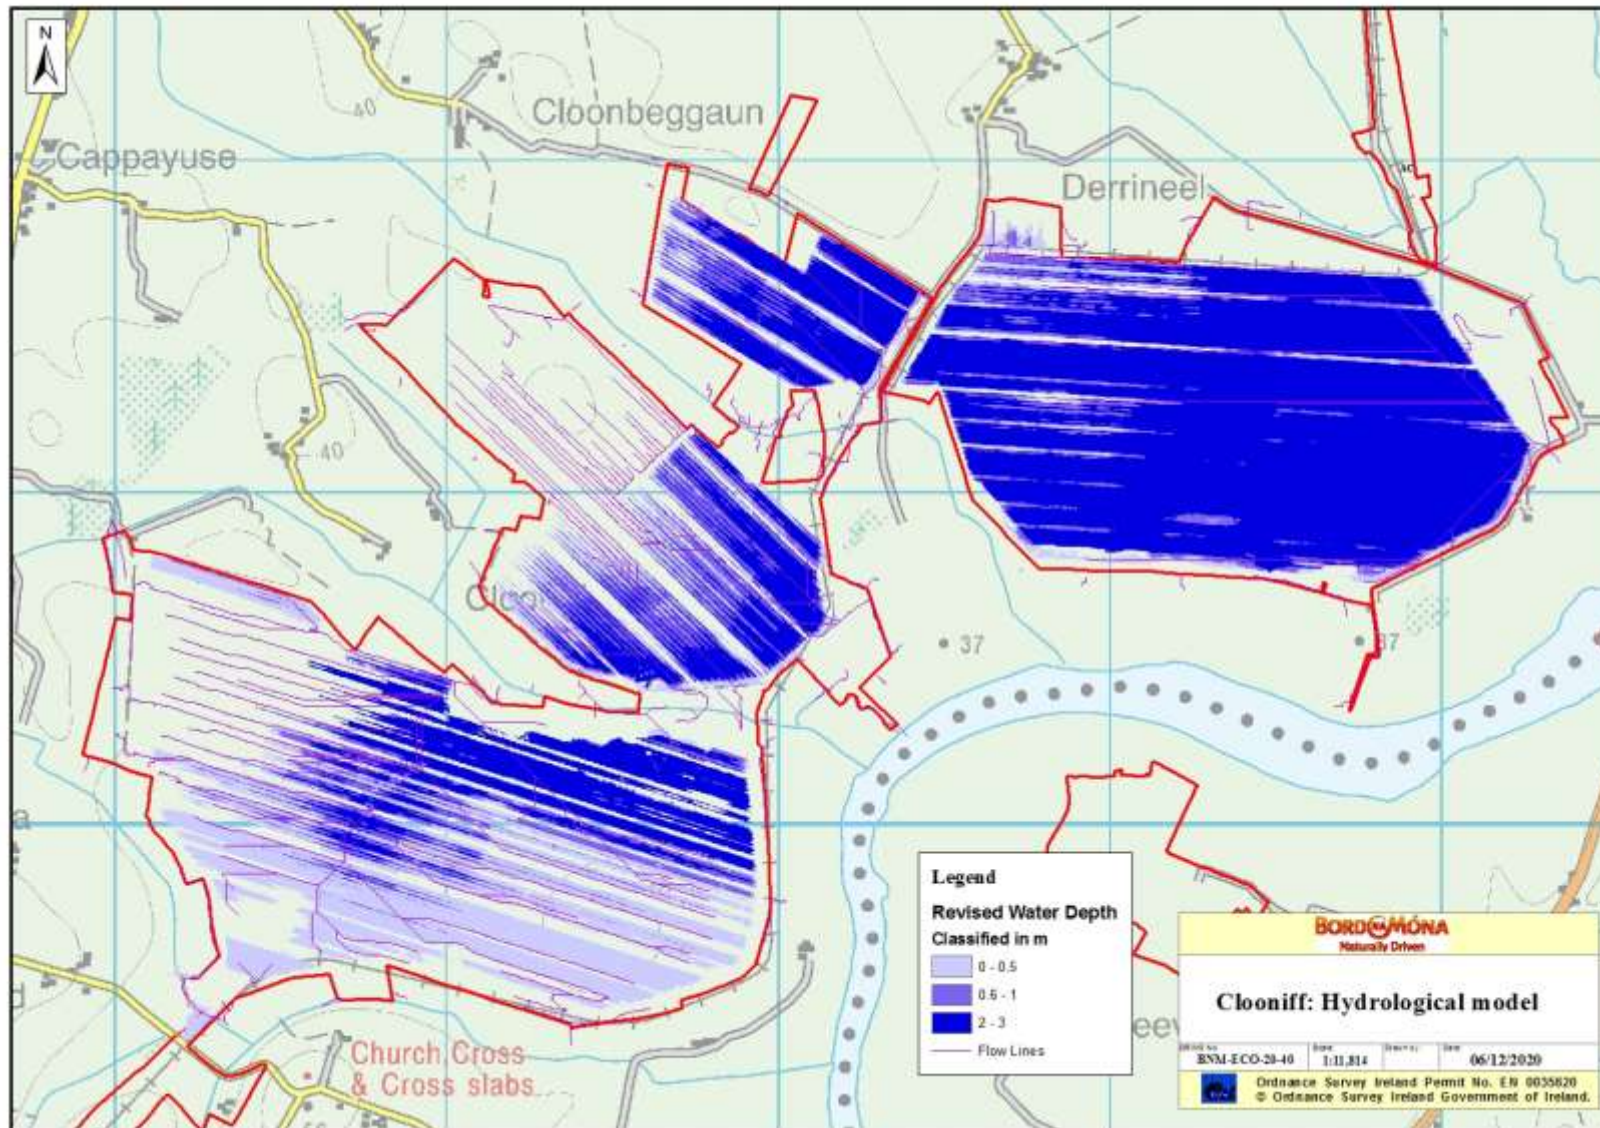 N
Cloonbeggaun
40
Cappayuse
Derrineel
40
Cloon
37
37
a
d
Church Cross
& Cross slabs
Legend
Revised Water Depth
Classified in m
0 - 0.5
0.6 - 1
2 - 3
Flow Lines
BORD NA MÓNA
Naturally Driven
Clooniff: Hydrological model
BNM-ECO-20-40
1:11,814
06/12/2020
Ordnance Survey Ireland Permit No. EN 0035820
© Ordnance Survey Ireland Government of Ireland.